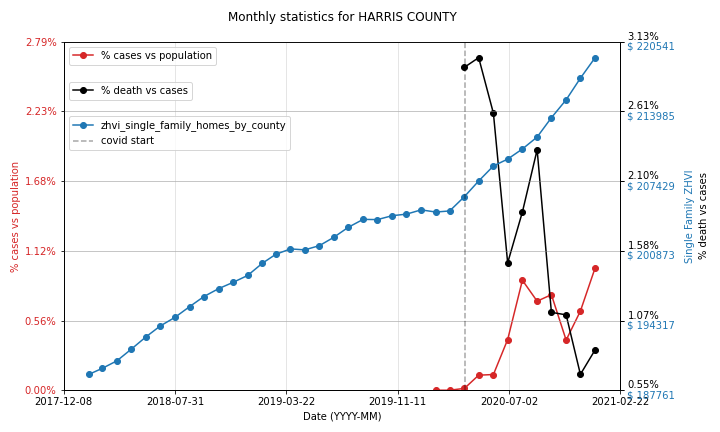 Monthly statistics for HARRIS COUNTY
2.79%
2.23%
1.68%
1.12%
0.56%
0.00%
% cases vs population
% cases vs population
% death vs cases
zhvi_single_family_homes_by_county
covid start
3.13%
$ 220541
2.61%
$ 213985
2.10%
$ 207429
1.58%
$ 200873
1.07%
$ 194317
0.55%
$ 187761
Single Family ZHVI
% death vs cases
2017-12-08
2018-07-31
2019-03-22
2019-11-11
2020-07-02
2021-02-22
Date (YYYY-MM)